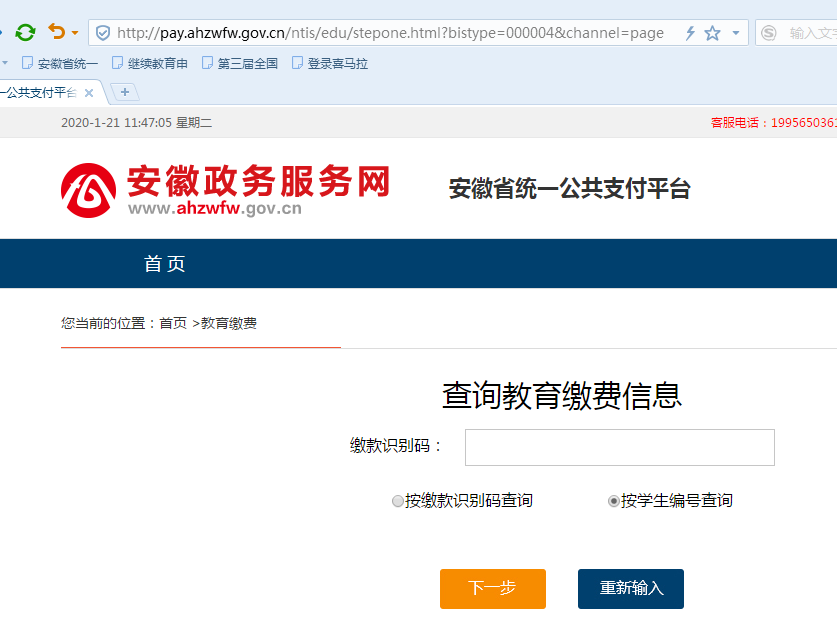 http://pay.ahzwfw.gov.cn/ntis/edu/stepone.html?bistype=000004&channel=page
输入文字
安徽省统一 继续教育申 第三届全国 登录喜马拉
一公共支付平台
2020-1-21 11:47:05 星期二 客服电话：199565036
安徽政务服务网
www.ahzwfw.gov.cn
安徽省统一公共支付平台
首页
您当前的位置：首页 >教育缴费
查询教育缴费信息
缴款识别码：
按缴款识别码查询 按学生编号查询
下一步 重新输入